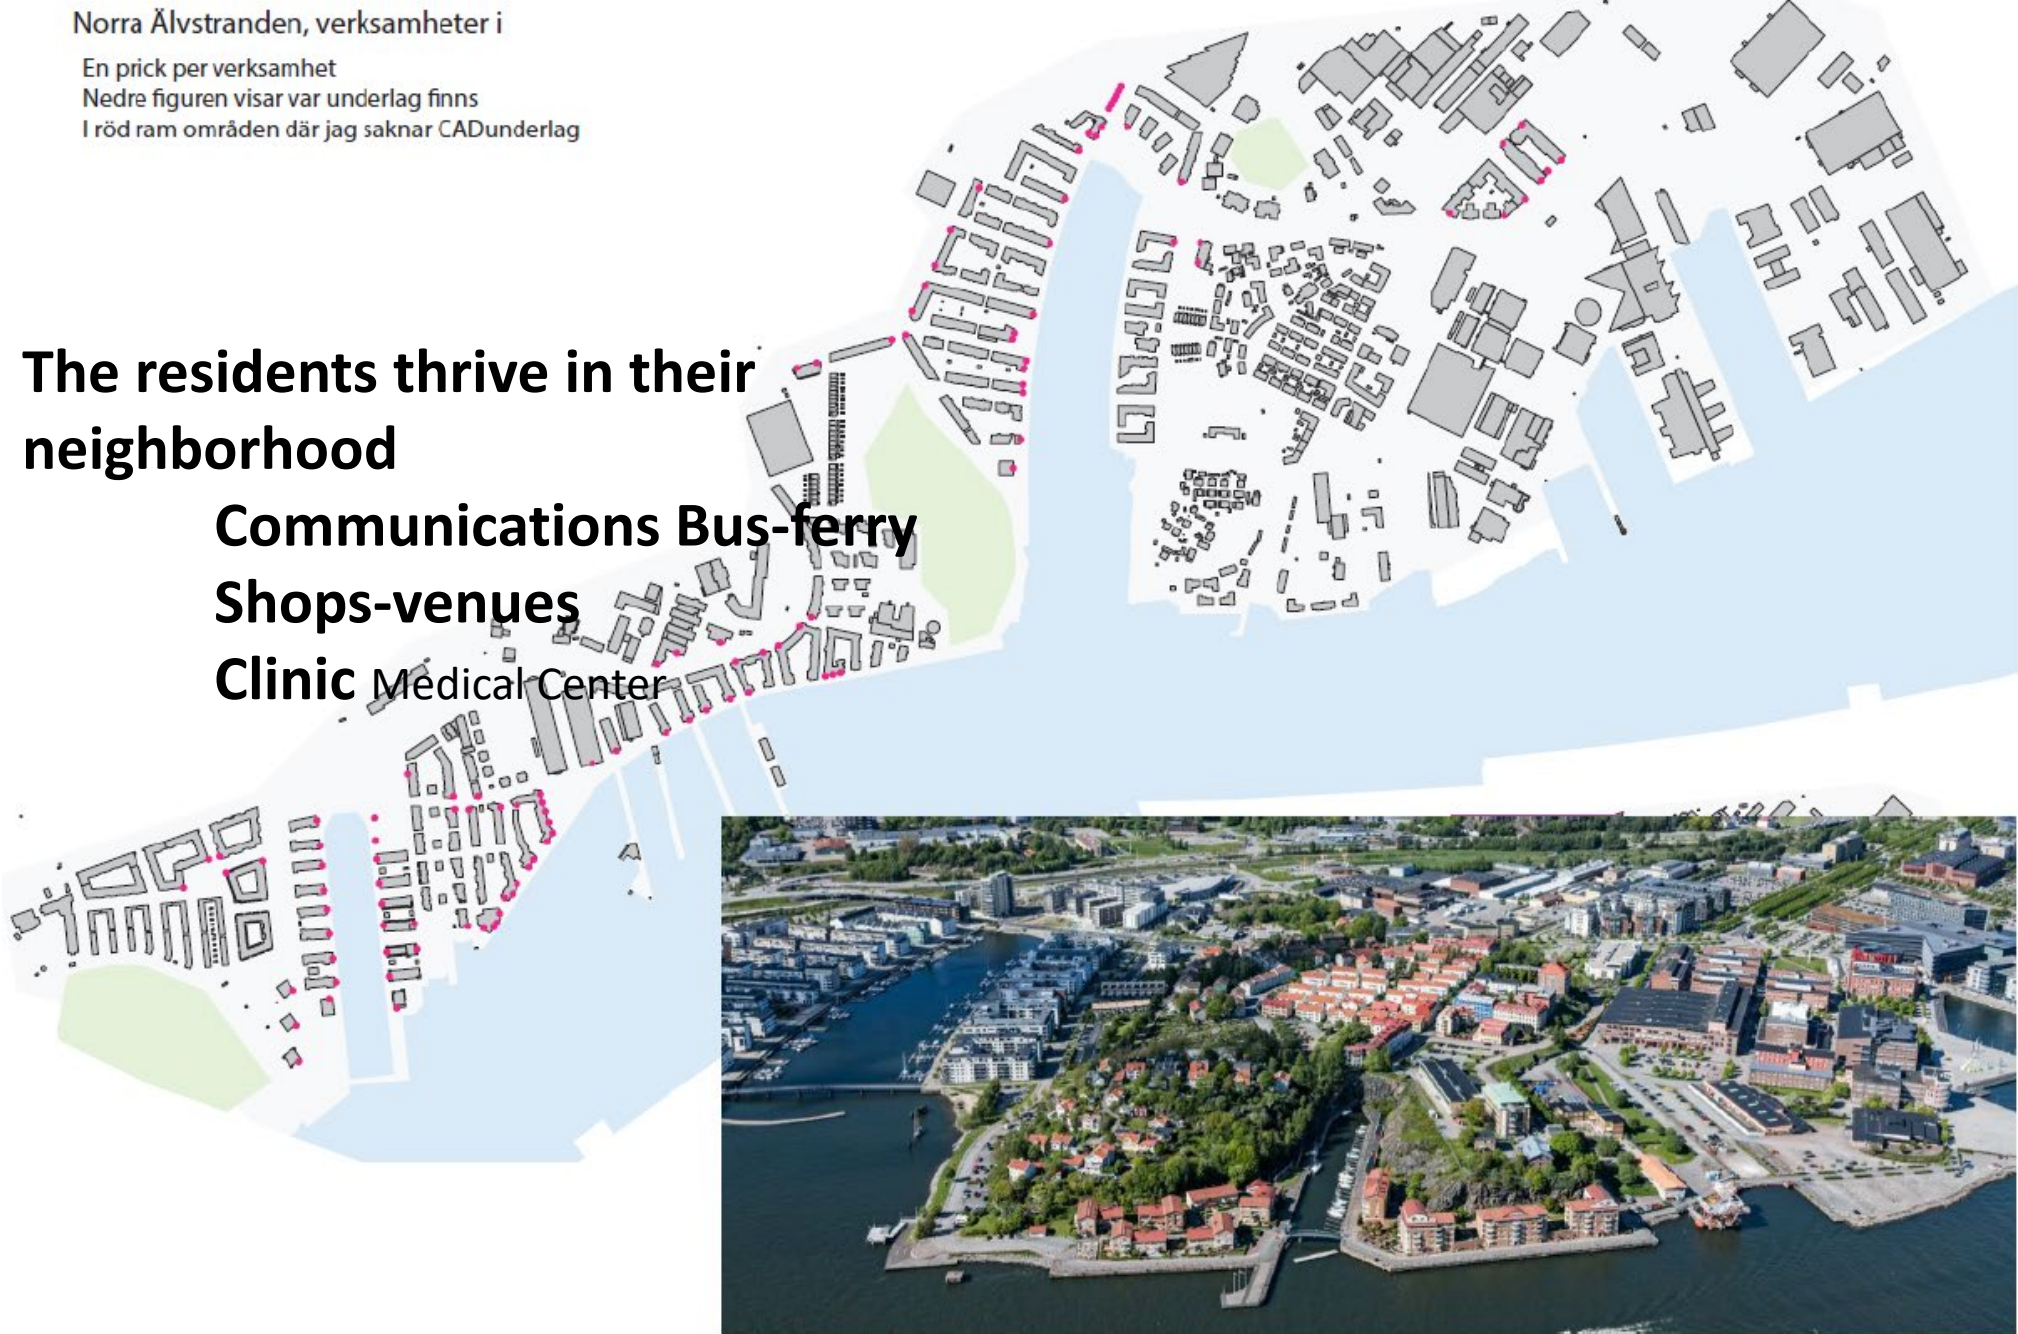 Norra Älvstranden, verksamheter i
En prick per verksamhet
Nedre figuren visar var underlag finns
I röd ram områden där jag saknar CADunderlag
The residents thrive in their
neighborhood
Communications Bus-ferry
Shops-venues
Clinic Medical Center